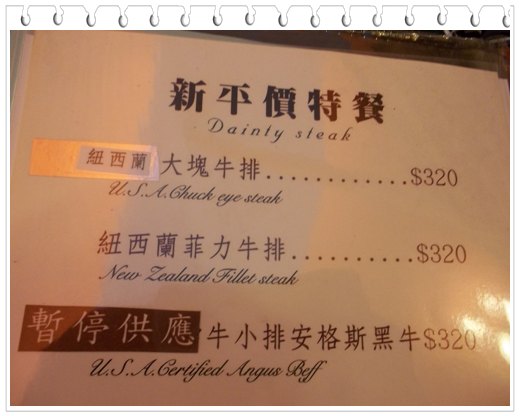 新平價特餐
Dainty steak
紐西蘭 大塊牛排............$320
U.S.A.Chuck eye steak
紐西蘭菲力牛排...........$320
New Zealand Fillet steak
暫停供應 牛小排安格斯黑牛$320
U.S.A.Certified Angus Beff